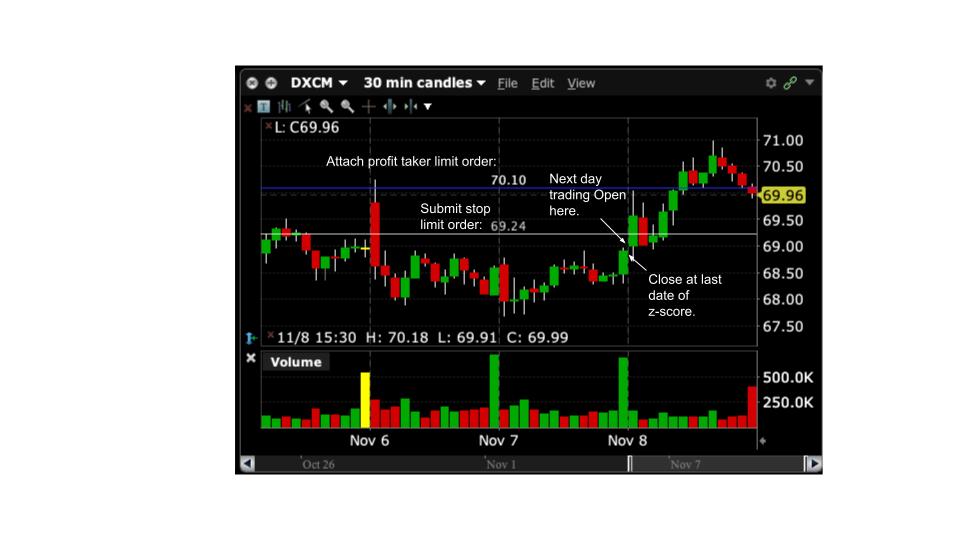 DXCM 30 min candles File Edit View
L: C69.96
71.00
Attach profit taker limit order:
70.50
70.10
Next day
trading Open
here.
69.96
Submit stop
limit order: 69.24
69.50
69.00
68.50
Close at last
date of
z-score.
68.00
67.50
11/8 15:30 H: 70.18 L: 69.91 C: 69.99
Volume
500.0K
250.0K
Nov 6 Nov 7 Nov 8
Oct 26 Nov 1 Nov 7